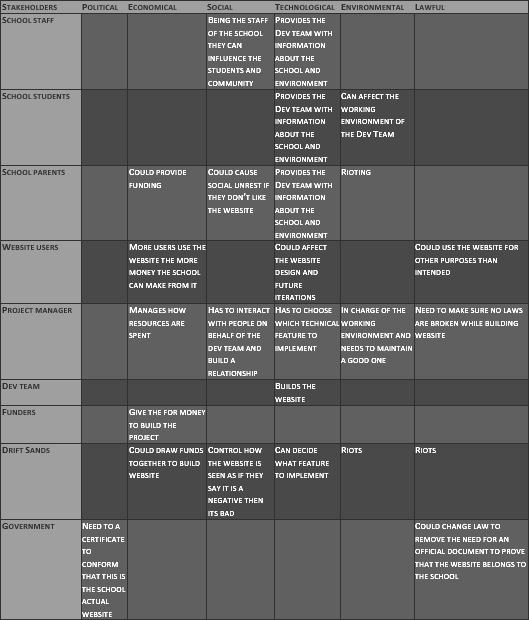 STAKEHOLDERS POLITICAL ECONOMICAL SOCIAL TECHNOLOGICAL ENVIRONMENTAL LAWFUL
SCHOOL STAFF
BEING THE STAFF
OF THE SCHOOL
THEY CAN
INFLUENCE THE
STUDENTS AND
COMMUNITY
PROVIDES THE
DEV TEAM WITH
INFORMATION
ABOUT THE
SCHOOL AND
ENVIRONMENT
SCHOOL STUDENTS
PROVIDES THE
DEV TEAM WITH
INFORMATION
ABOUT THE
SCHOOL AND
ENVIRONMENT
CAN AFFECT THE
WORKING
ENVIRONMENT OF
THE DEV TEAM
SCHOOL PARENTS
COULD PROVIDE
FUNDING
COULD CAUSE
SOCIAL UNREST IF
THEY DON'T LIKE
THE WEBSITE
PROVIDES THE
DEV TEAM WITH
INFORMATION
ABOUT THE
SCHOOL AND
ENVIRONMENT
RIOTING
WEBSITE USERS
MORE USERS USE THE
WEBSITE THE MORE
MONEY THE SCHOOL
CAN MAKE FROM IT
COULD AFFECT
THE WEBSITE
DESIGN AND
FUTURE
ITERATIONS
COULD USE THE WEBSITE FOR
OTHER PURPOSES THAN
INTENDED
PROJECT MANAGER
MANAGES HOW
RESOURCES ARE
SPENT
HAS TO INTERACT
WITH PEOPLE ON
BEHALF OF THE
DEV TEAM AND
BUILD A
RELATIONSHIP
HAS TO CHOOSE
WHICH TECHNICAL
FEATURE TO
IMPLEMENT
IN CHARGE OF THE
WORKING
ENVIRONMENT AND
NEEDS TO MAINTAIN
A GOOD ONE
NEED TO MAKE SURE NO LAWS
ARE BROKEN WHILE BUILDING
WEBSITE
DEV TEAM
BUILDS THE
WEBSITE
FUNDERS
GIVE THE FOR MONEY
TO BUILD THE
PROJECT
DRIFT SANDS
COULD DRAW FUNDS
TOGETHER TO BUILD
WEBSITE
CONTROL HOW
THE WEBSITE IS
SEEN AS IF THEY
SAY IT IS A
NEGATIVE THEN
ITS BAD
CAN DECIDE
WHAT FEATURE
TO IMPLEMENT
RIOTS
RIOTS
GOVERNMENT
NEED TO A
CERTIFICATE
TO
CONFORM
THAT THIS IS
THE SCHOOL
ACTUAL
WEBSITE
COULD CHANGE LAW TO
REMOVE THE NEED FOR AN
OFFICIAL DOCUMENT TO PROVE
THAT THE WEBSITE BELONGS TO
THE SCHOOL